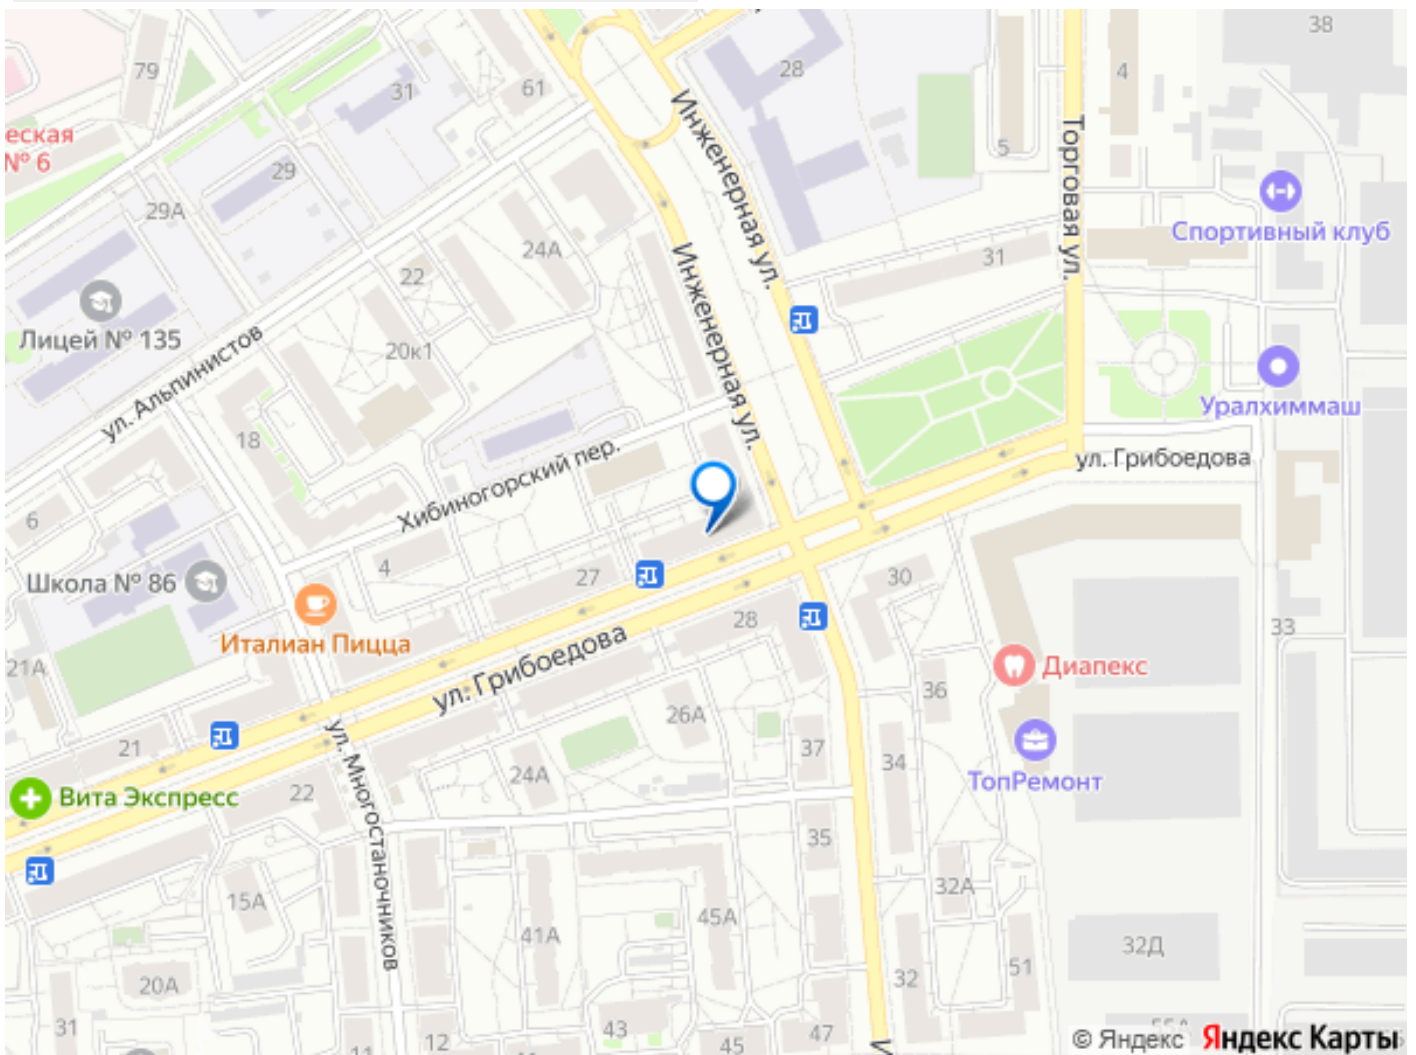 38
79
31
61
28
4
еская
№ 6
Инженерная ул.
Торговая ул.
5
29
29А
24А
22
31
Спортивный клуб
Инженерная ул.
Лицей № 135
20к1
ул. Альпинистов
Уралхиммаш
18
Хибиногорский пер.
ул. Грибоедова
6
4
27
30
Школа № 86
Италиан Пицца
28
33
21А
ул. Грибоедова
Диапекс
36
26А
21
ул. Многостаночников
37
34
24А
22
ТопРемонт
Вита Экспресс
35
15А
32А
45А
41А
32Д
20А
32
51
31
43
45
47
12
11
55А
© Яндекс
Яндекс Карты